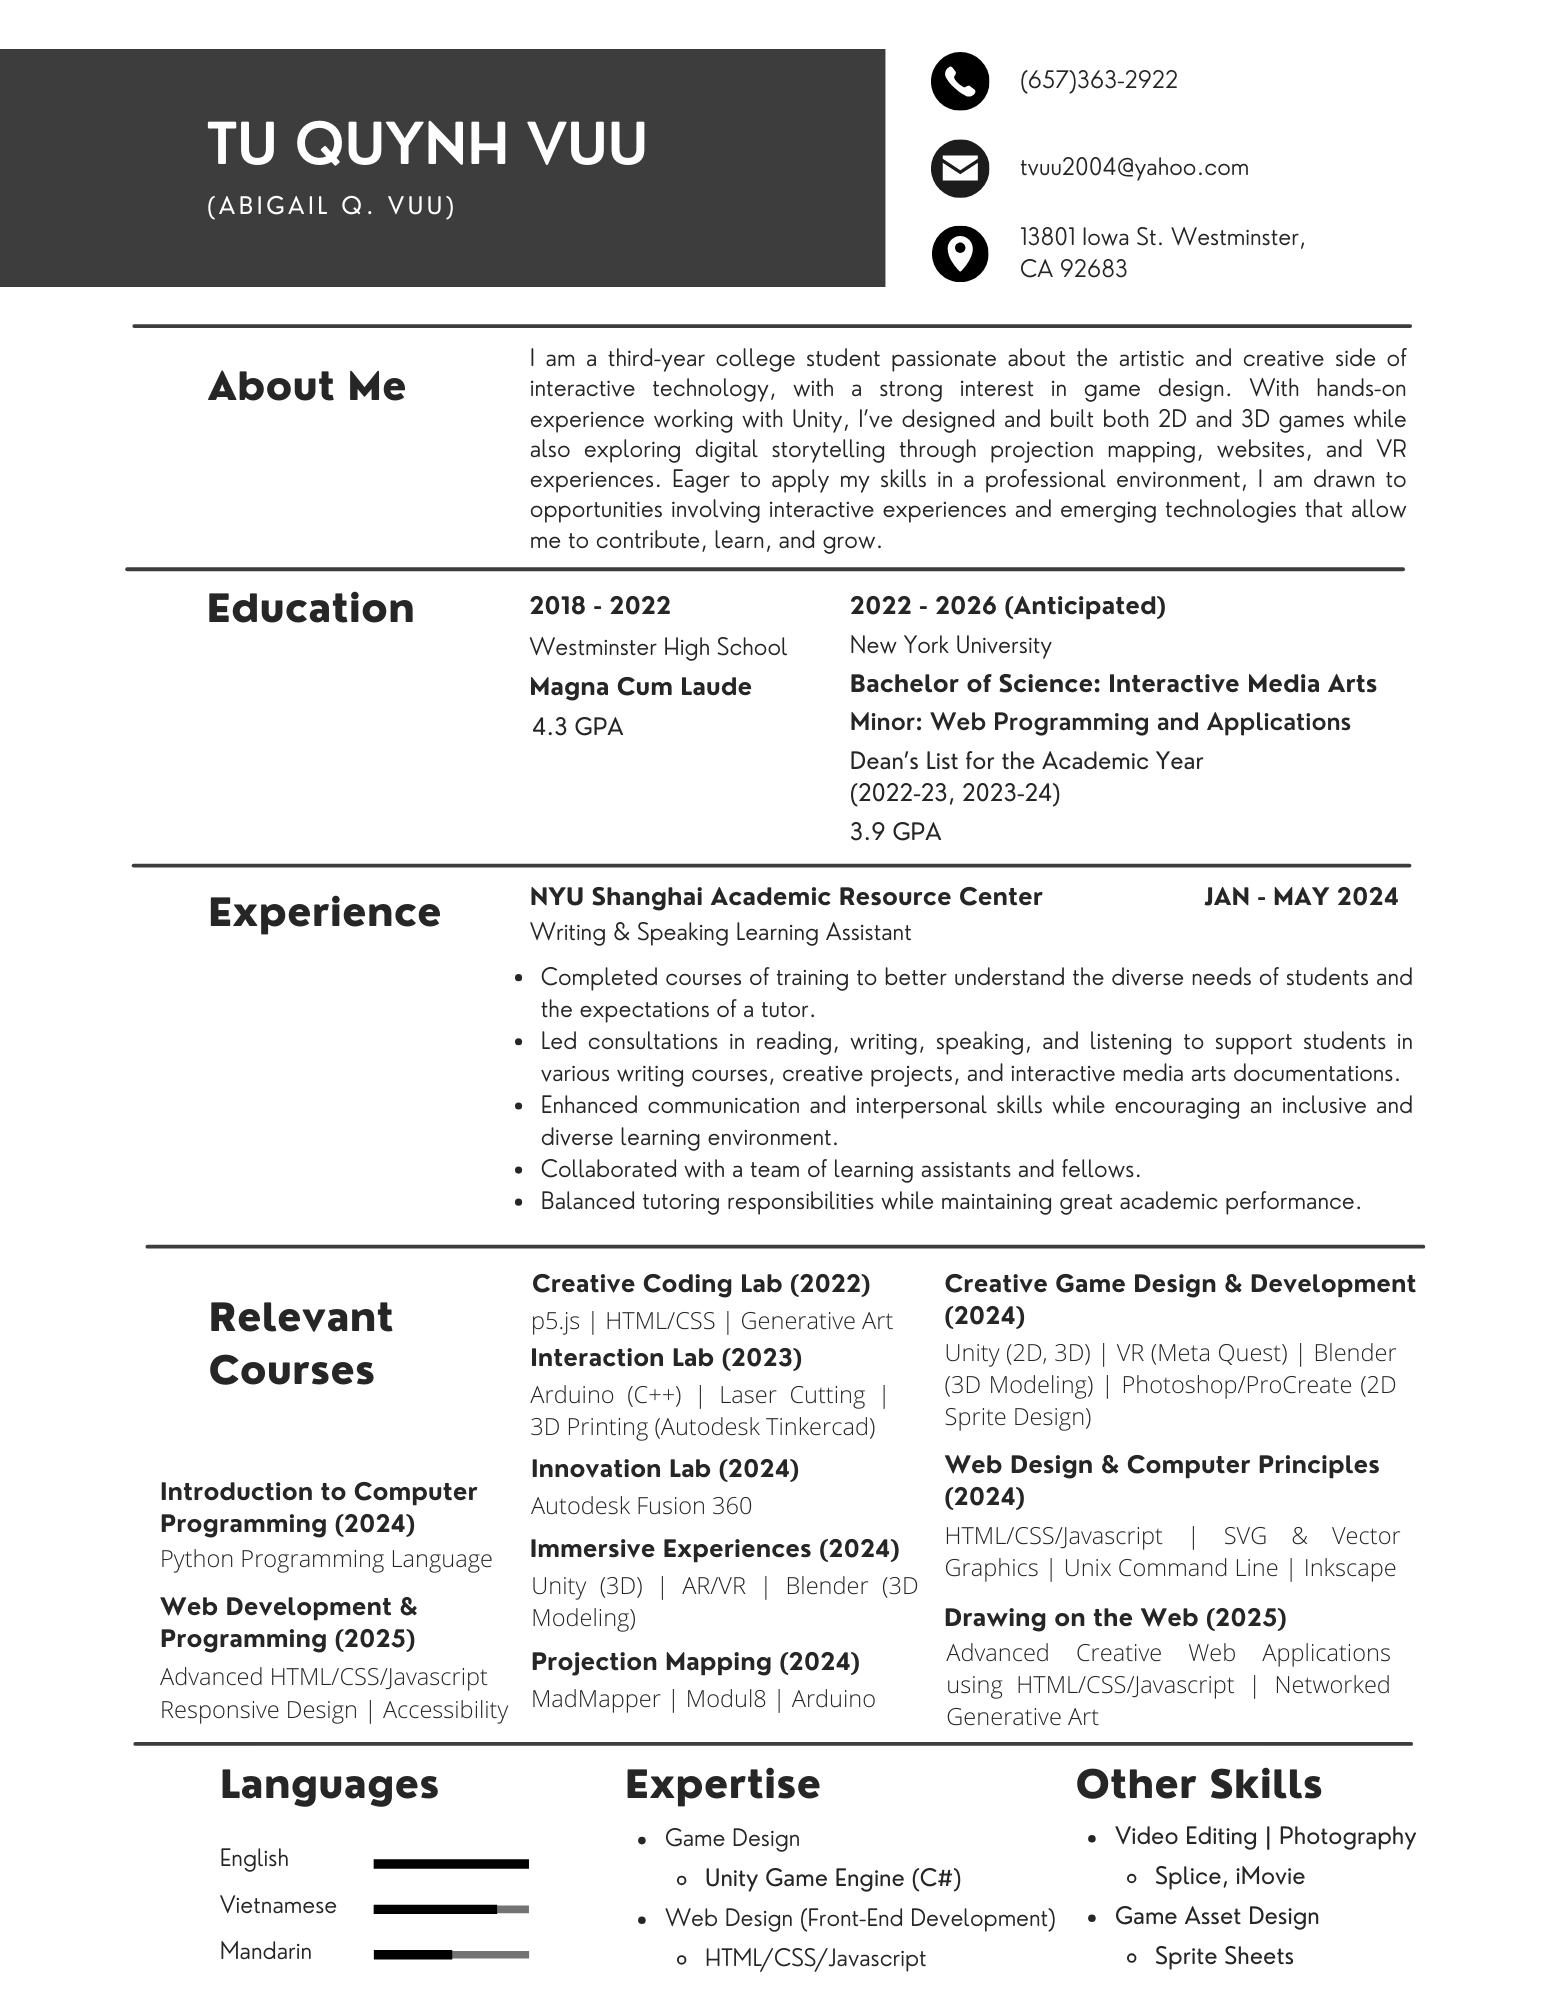 TU QUYNH VUU
(ABIGAIL Q. VUU)
(657)363-2922
tvuu2004@yahoo.com
13801 Iowa St. Westminster,
CA 92683
About Me
I am a third-year college student passionate about the artistic and creative side of
interactive technology, with a strong interest in game design. With hands-on
experience working with Unity, I've designed and built both 2D and 3D games while
also exploring digital storytelling through projection mapping, websites, and VR
experiences. Eager to apply my skills in a professional environment, I am drawn to
opportunities involving interactive experiences and emerging technologies that allow
me to contribute, learn, and grow.
Education
2018 - 2022
Westminster High School
Magna Cum Laude
4.3 GPA
2022 - 2026 (Anticipated)
New York University
Bachelor of Science: Interactive Media Arts
Minor: Web Programming and Applications
Dean's List for the Academic Year
(2022-23, 2023-24)
3.9 GPA
Experience
NYU Shanghai Academic Resource Center JAN - MAY 2024
Writing & Speaking Learning Assistant
• Completed courses of training to better understand the diverse needs of students and
the expectations of a tutor.
• Led consultations in reading, writing, speaking, and listening to support students in
various writing courses, creative projects, and interactive media arts documentations.
• Enhanced communication and interpersonal skills while encouraging an inclusive and
diverse learning environment.
• Collaborated with a team of learning assistants and fellows.
• Balanced tutoring responsibilities while maintaining great academic performance.
Relevant
Courses
Introduction to Computer
Programming (2024)
Python Programming Language
Web Development &
Programming (2025)
Advanced HTML/CSS/Javascript
Responsive Design | Accessibility
Creative Coding Lab (2022)
p5.js | HTML/CSS | Generative Art
Interaction Lab (2023)
Arduino (C++) | Laser Cutting |
3D Printing (Autodesk Tinkercad)
Innovation Lab (2024)
Autodesk Fusion 360
Immersive Experiences (2024)
Unity (3D) | AR/VR | Blender (3D
Modeling)
Projection Mapping (2024)
MadMapper | Modul8 | Arduino
Creative Game Design & Development
(2024)
Unity (2D, 3D) | VR (Meta Quest) | Blender
(3D Modeling) | Photoshop/ProCreate (2D
Sprite Design)
Web Design & Computer Principles
(2024)
HTML/CSS/Javascript | SVG & Vector
Graphics | Unix Command Line | Inkscape
Drawing on the Web (2025)
Advanced Creative Web Applications
using HTML/CSS/Javascript | Networked
Generative Art
Languages
English
Vietnamese
Mandarin
Expertise
• Game Design
◦ Unity Game Engine (C#)
• Web Design (Front-End Development)
◦ HTML/CSS/Javascript
Other Skills
• Video Editing | Photography
◦ Splice, iMovie
• Game Asset Design
◦ Sprite Sheets